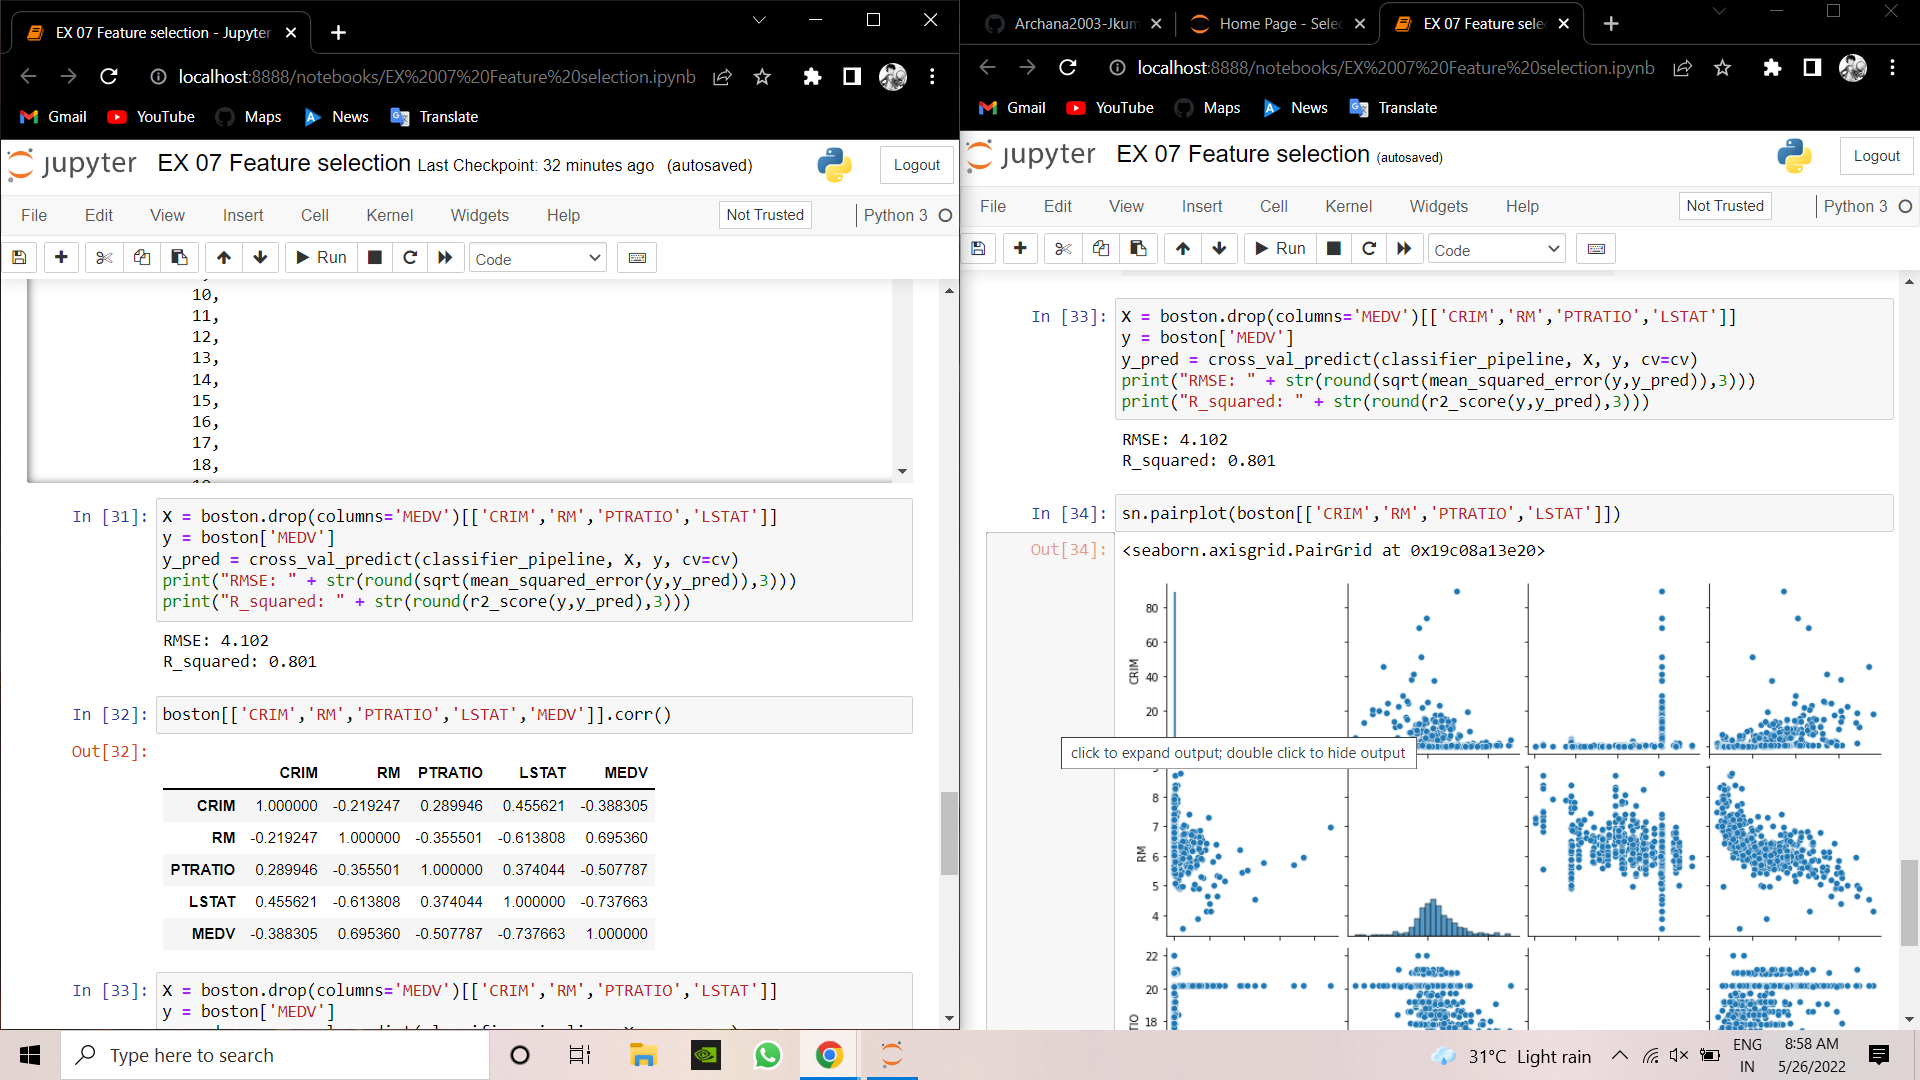 EX 07 Feature selection - Jupyter
localhost:8888/notebooks/EX%2007%20Feature%20selection.ipynb
Gmail YouTube Maps News Translate
jupyter EX 07 Feature selection Last Checkpoint: 32 minutes ago (autosaved) Logout
File Edit View Insert Cell Kernel Widgets Help Not Trusted Python 3
Run Code
10,
11,
12,
13,
14,
15,
16,
17,
18,
In [31]: X = boston.drop(columns='MEDV')[['CRIM','RM','PTRATIO','LSTAT']]
y = boston['MEDV']
y_pred = cross_val_predict(classifier_pipeline, X, y, cv=cv)
print("RMSE: " + str(round(sqrt(mean_squared_error(y,y_pred)),3)))
print("R_squared: " + str(round(r2_score(y,y_pred),3)))
RMSE: 4.102
R_squared: 0.801
In [32]: boston[['CRIM','RM','PTRATIO','LSTAT','MEDV']].corr()
Out[32]:
CRIM RM PTRATIO LSTAT MEDV
CRIM 1.000000 -0.219247 0.289946 0.455621 -0.388305
RM -0.219247 1.000000 -0.355501 -0.613808 0.695360
PTRATIO 0.289946 -0.355501 1.000000 0.374044 -0.507787
LSTAT 0.455621 -0.613808 0.374044 1.000000 -0.737663
MEDV -0.388305 0.695360 -0.507787 -0.737663 1.000000
In [33]: X = boston.drop(columns='MEDV')[['CRIM','RM','PTRATIO','LSTAT']]
y = boston['MEDV']
Archana2003-Jkum Home Page - Selec EX 07 Feature sele
localhost:8888/notebooks/EX%2007%20Feature%20selection.ipynb
Gmail YouTube Maps News Translate
jupyter EX 07 Feature selection (autosaved) Logout
File Edit View Insert Cell Kernel Widgets Help Not Trusted Python 3
Run Code
In [33]: X = boston.drop(columns='MEDV')[['CRIM','RM','PTRATIO','LSTAT']]
y = boston['MEDV']
y_pred = cross_val_predict(classifier_pipeline, X, y, cv=cv)
print("RMSE: " + str(round(sqrt(mean_squared_error(y,y_pred)),3)))
print("R_squared: " + str(round(r2_score(y,y_pred),3)))
RMSE: 4.102
R_squared: 0.801
In [34]: sn.pairplot(boston[['CRIM','RM','PTRATIO','LSTAT']])
Out[34]: <seaborn.axisgrid.PairGrid at 0x19c08a13e20>
80
60
CRIM
40
20
click to expand output; double click to hide output
8
7
RM
6
5
4
22
20
18
Type here to search
31°C Light rain
ENG
IN
8:58 AM
5/26/2022